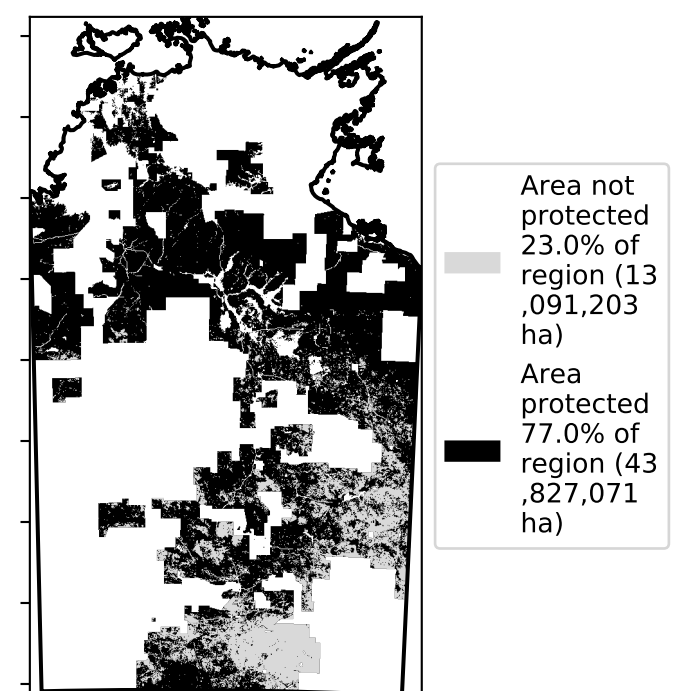 Area not
protected
23.0% of
region (13
,091,203
ha)
Area
protected
77.0% of
region (43
,827,071
ha)